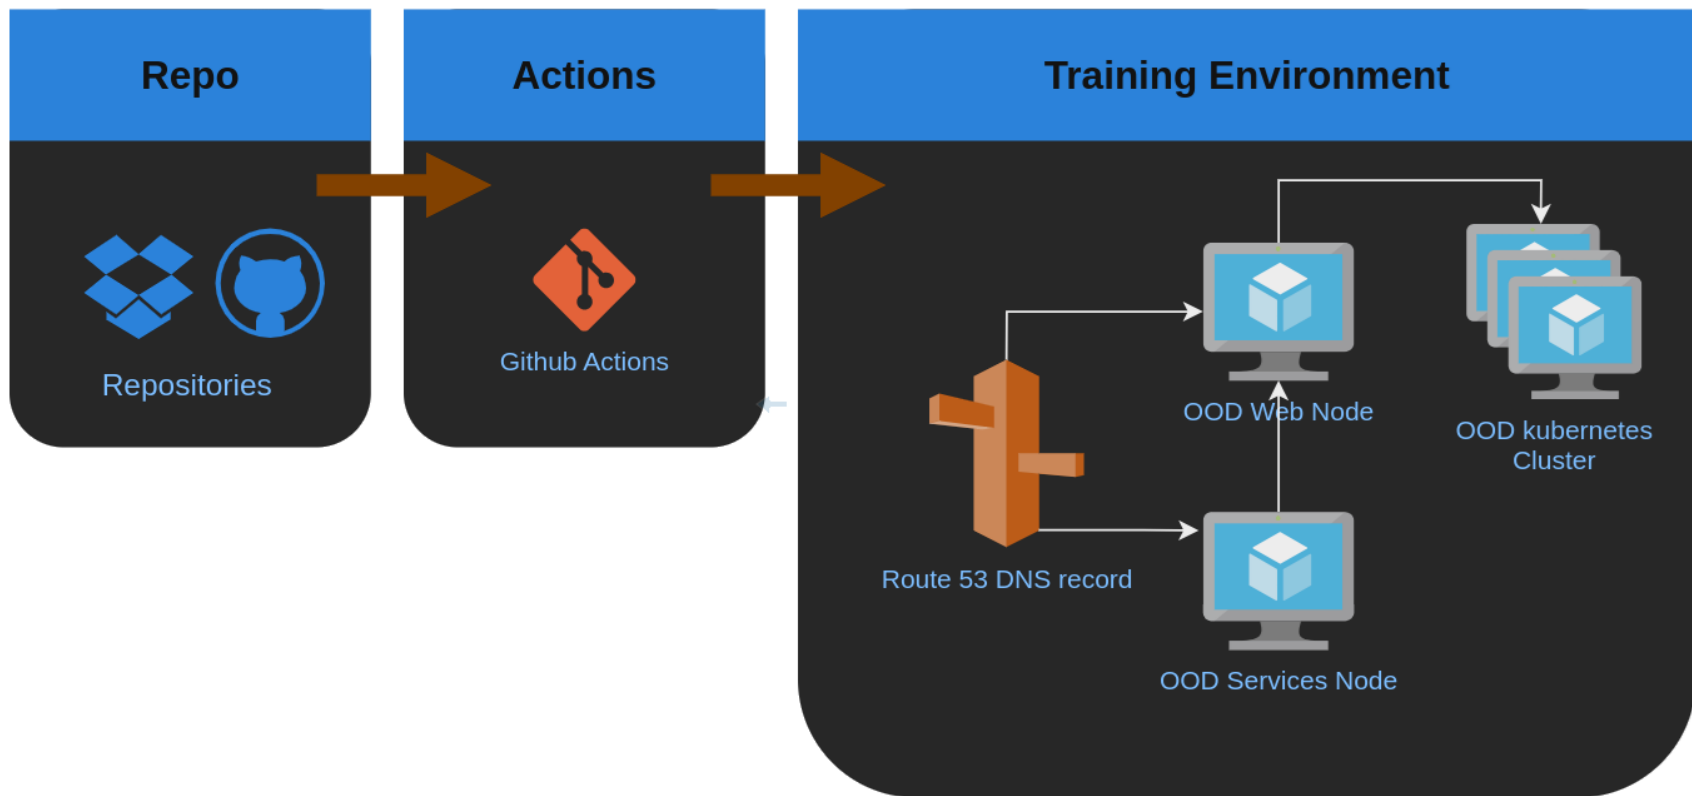 Repo
Actions
Training Environment
Repositories
Github Actions
OOD Web Node
OOD kubernetes
Cluster
Route 53 DNS record
OOD Services Node